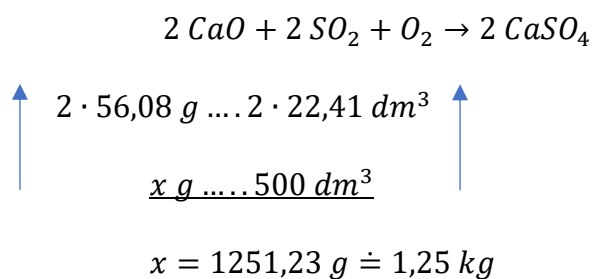 2 CaO + 2 SO₂ + O₂ → 2 CaSO₄
2 · 56,08 g .... 2 · 22,41 dm³
x g ..... 500 dm³
x = 1251,23 g ≐ 1,25 kg